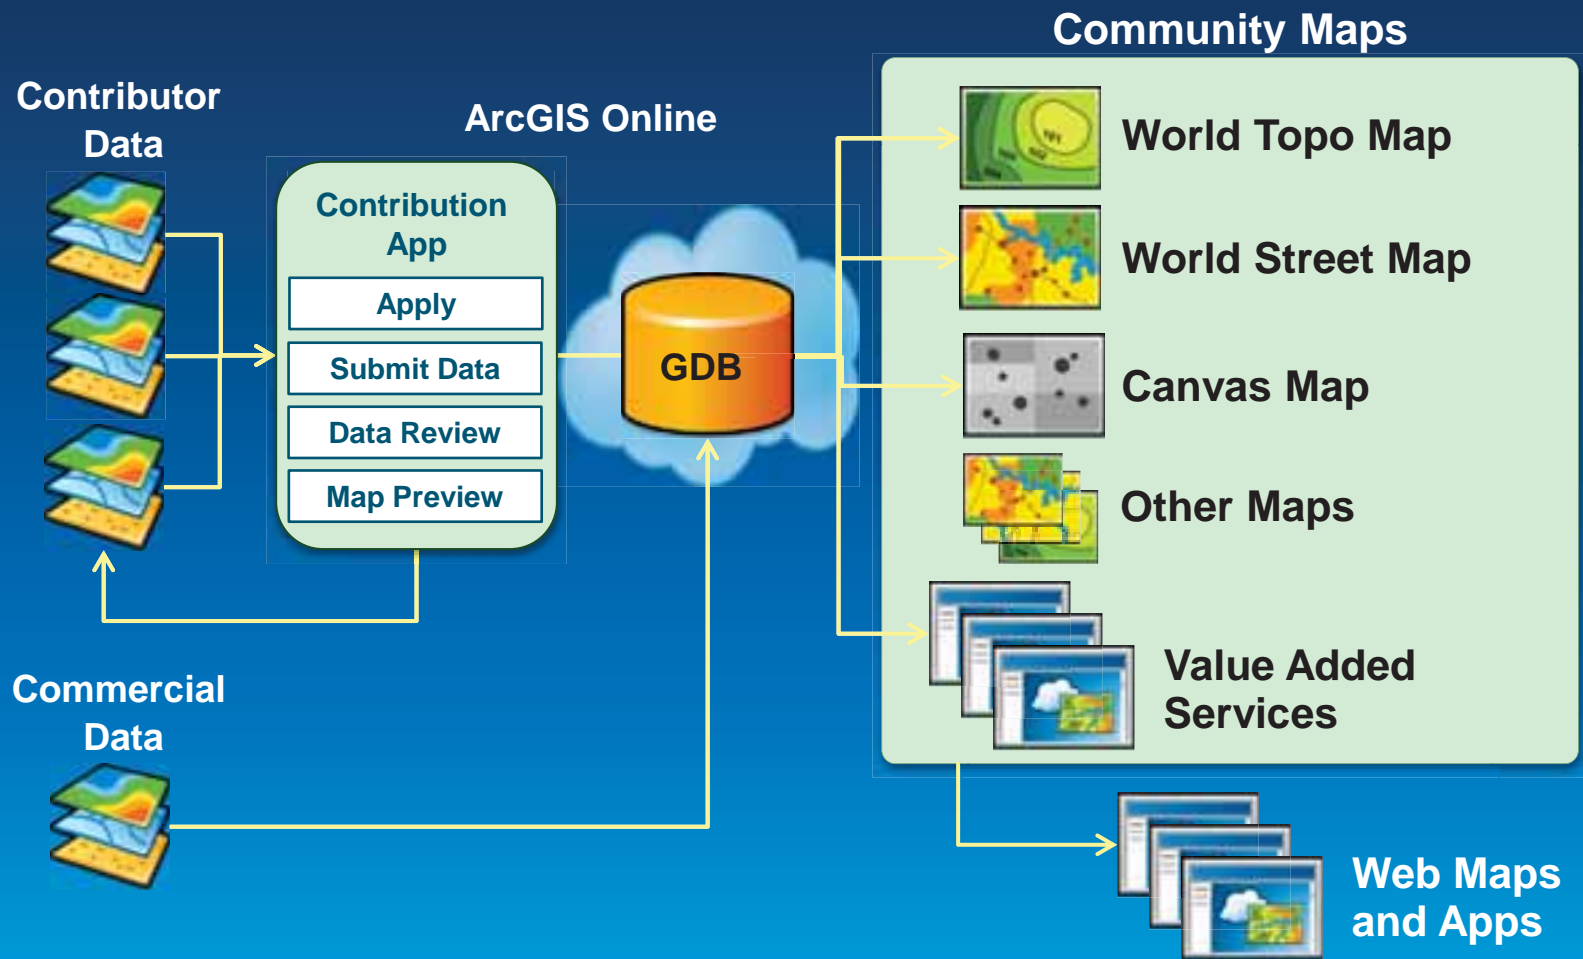 Community Maps
Contributor
Data
ArcGIS Online
Contribution
App
Apply
Submit Data
Data Review
Map Preview
GDB
World Topo Map
World Street Map
Canvas Map
Other Maps
Value Added
Services
Commercial
Data
Web Maps
and Apps